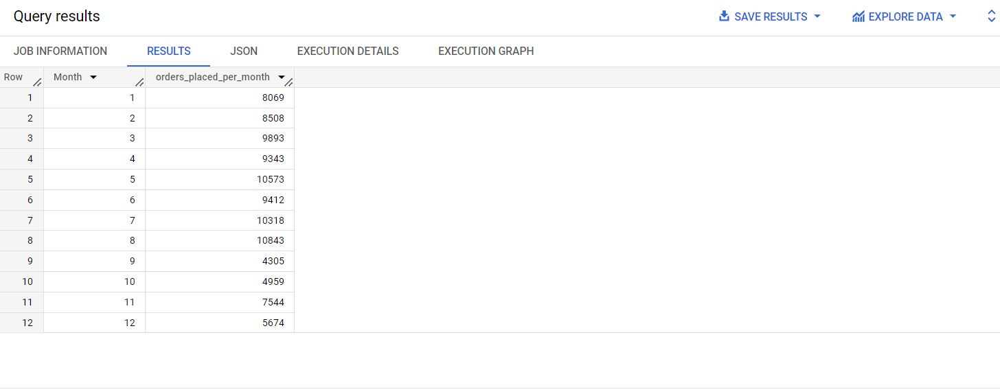 Query results SAVE RESULTS EXPLORE DATA
JOB INFORMATION RESULTS JSON EXECUTION DETAILS EXECUTION GRAPH
Row Month orders_placed_per_month
1 1 8069
2 2 8508
3 3 9893
4 4 9343
5 5 10573
6 6 9412
7 7 10318
8 8 10843
9 9 4305
10 10 4959
11 11 7544
12 12 5674